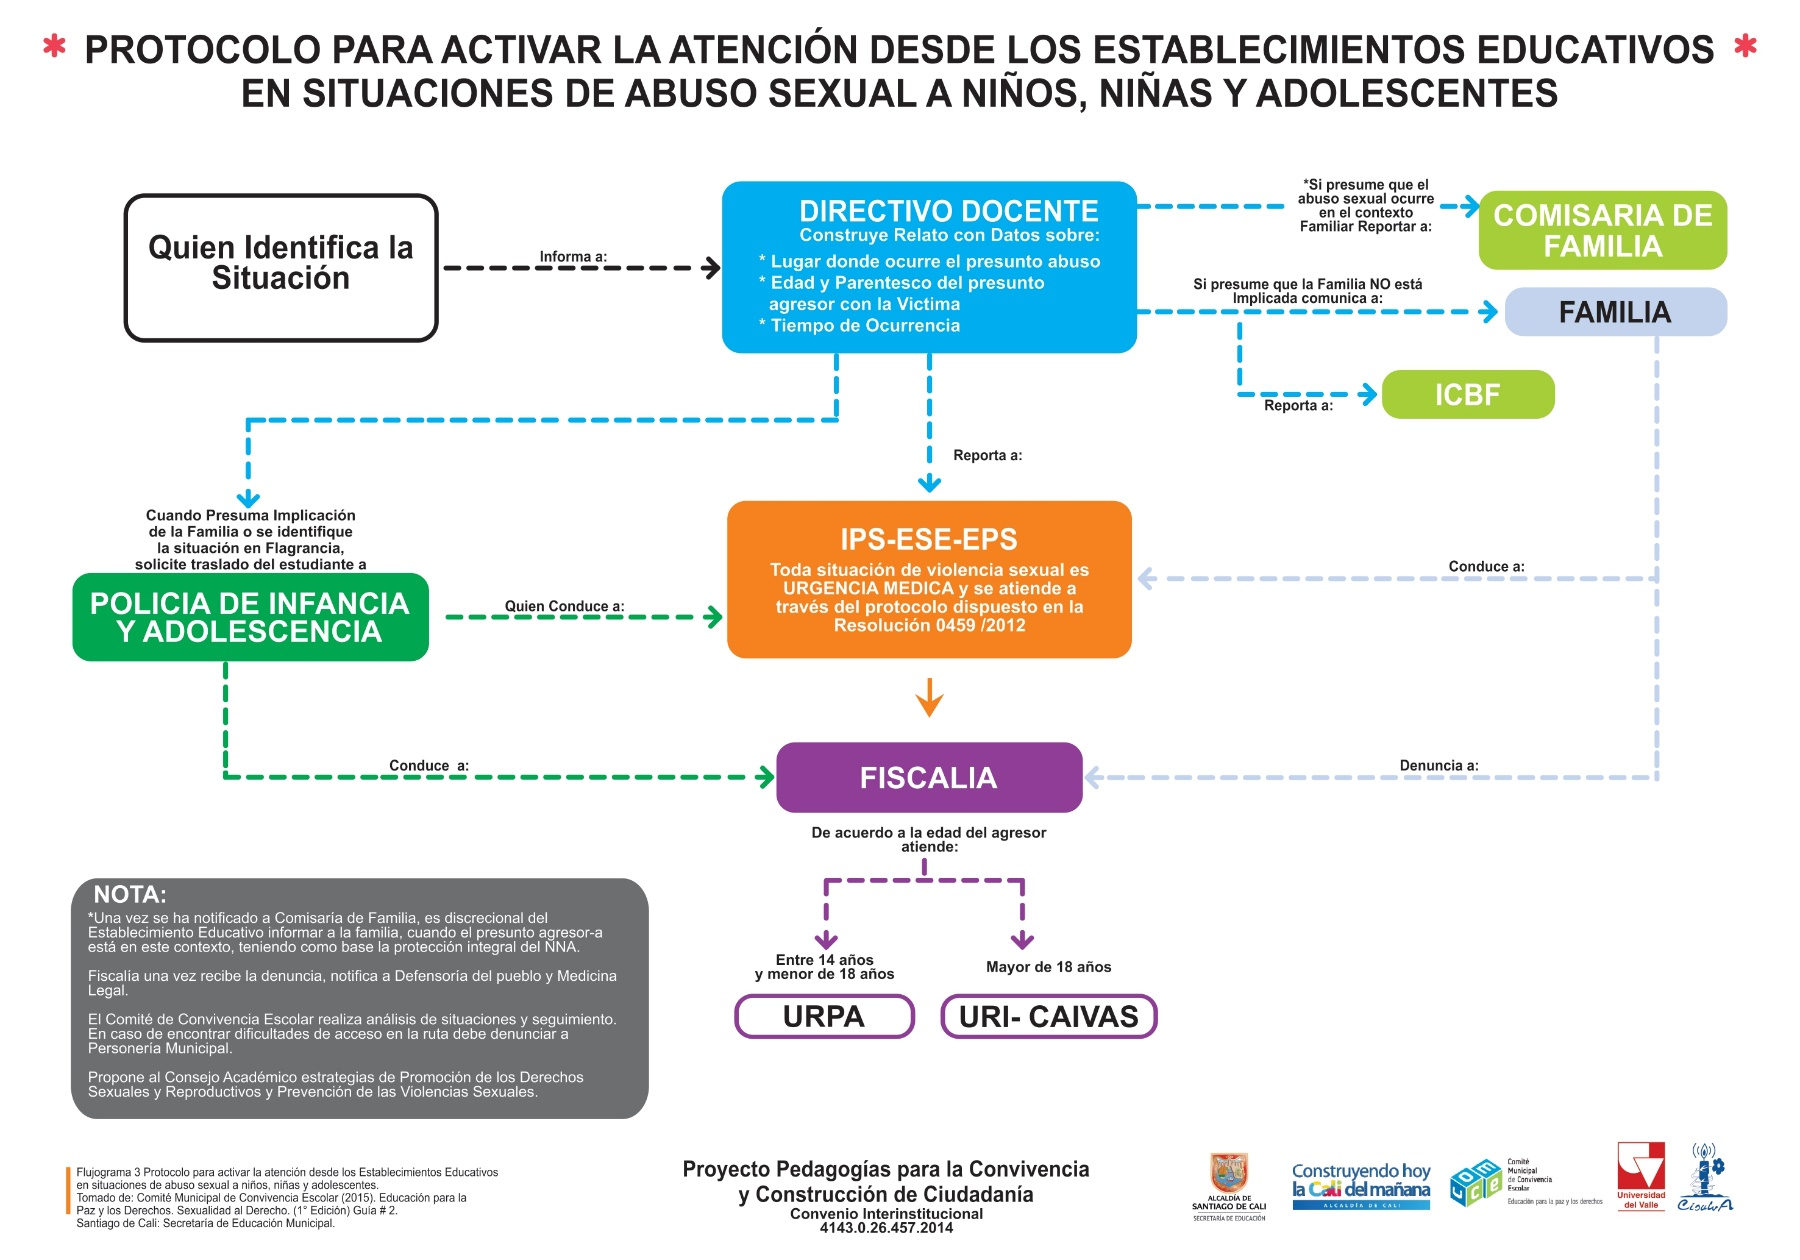 * PROTOCOLO PARA ACTIVAR LA ATENCIÓN DESDE LOS ESTABLECIMIENTOS EDUCATIVOS *
EN SITUACIONES DE ABUSO SEXUAL A NIÑOS, NIÑAS Y ADOLESCENTES
Quien Identifica la
Situación
Informa a:
DIRECTIVO DOCENTE
Construye Relato con Datos sobre:
* Lugar donde ocurre el presunto abuso
* Edad y Parentesco del presunto
agresor con la Victima
* Tiempo de Ocurrencia
*Si presume que el
abuso sexual ocurre
en el contexto
Familiar Reportar a:
COMISARIA DE
FAMILIA
Si presume que la Familia NO está
Implicada comunica a:
FAMILIA
Reporta a:
ICBF
Reporta a:
Cuando Presuma Implicación
de la Familia o se identifique
la situación en Flagrancia,
solicite traslado del estudiante a
POLICIA DE INFANCIA
Y ADOLESCENCIA
Quien Conduce a:
IPS-ESE-EPS
Toda situación de violencia sexual es
URGENCIA MEDICA y se atiende a
través del protocolo dispuesto en la
Resolución 0459 /2012
Conduce a:
Conduce a:
FISCALIA
Denuncia a:
De acuerdo a la edad del agresor
atiende:
Entre 14 años
y menor de 18 años
URPA
Mayor de 18 años
URI- CAIVAS
NOTA:
*Una vez se ha notificado a Comisaría de Familia, es discrecional del
Establecimiento Educativo informar a la familia, cuando el presunto agresor-a
está en este contexto, teniendo como base la protección integral del NNA.
Fiscalía una vez recibe la denuncia, notifica a Defensoría del pueblo y Medicina
Legal.
El Comité de Convivencia Escolar realiza análisis de situaciones y seguimiento.
En caso de encontrar dificultades de acceso en la ruta debe denunciar a
Personería Municipal.
Propone al Consejo Académico estrategias de Promoción de los Derechos
Sexuales y Reproductivos y Prevención de las Violencias Sexuales.
Flujograma 3 Protocolo para activar la atención desde los Establecimientos Educativos
en situaciones de abuso sexual a niños, niñas y adolescentes.
Tomado de: Comité Municipal de Convivencia Escolar (2015). Educación para la
Paz y los Derechos. Sexualidad al Derecho. (1° Edición) Guía # 2.
Santiago de Cali: Secretaría de Educación Municipal.
Proyecto Pedagogías para la Convivencia
y Construcción de Ciudadanía
Convenio Interinstitucional
4143.0.26.457.2014
ALCALDÍA DE
SANTIAGO DE CALI
SECRETARÍA DE EDUCACIÓN
Construyendo hoy
la Cali del mañana
ALCALDÍA DE CALI
Comité
Municipal
de Convivencia
Escolar
Educación para la paz y los derechos
Universidad
del Valle
CisalvA